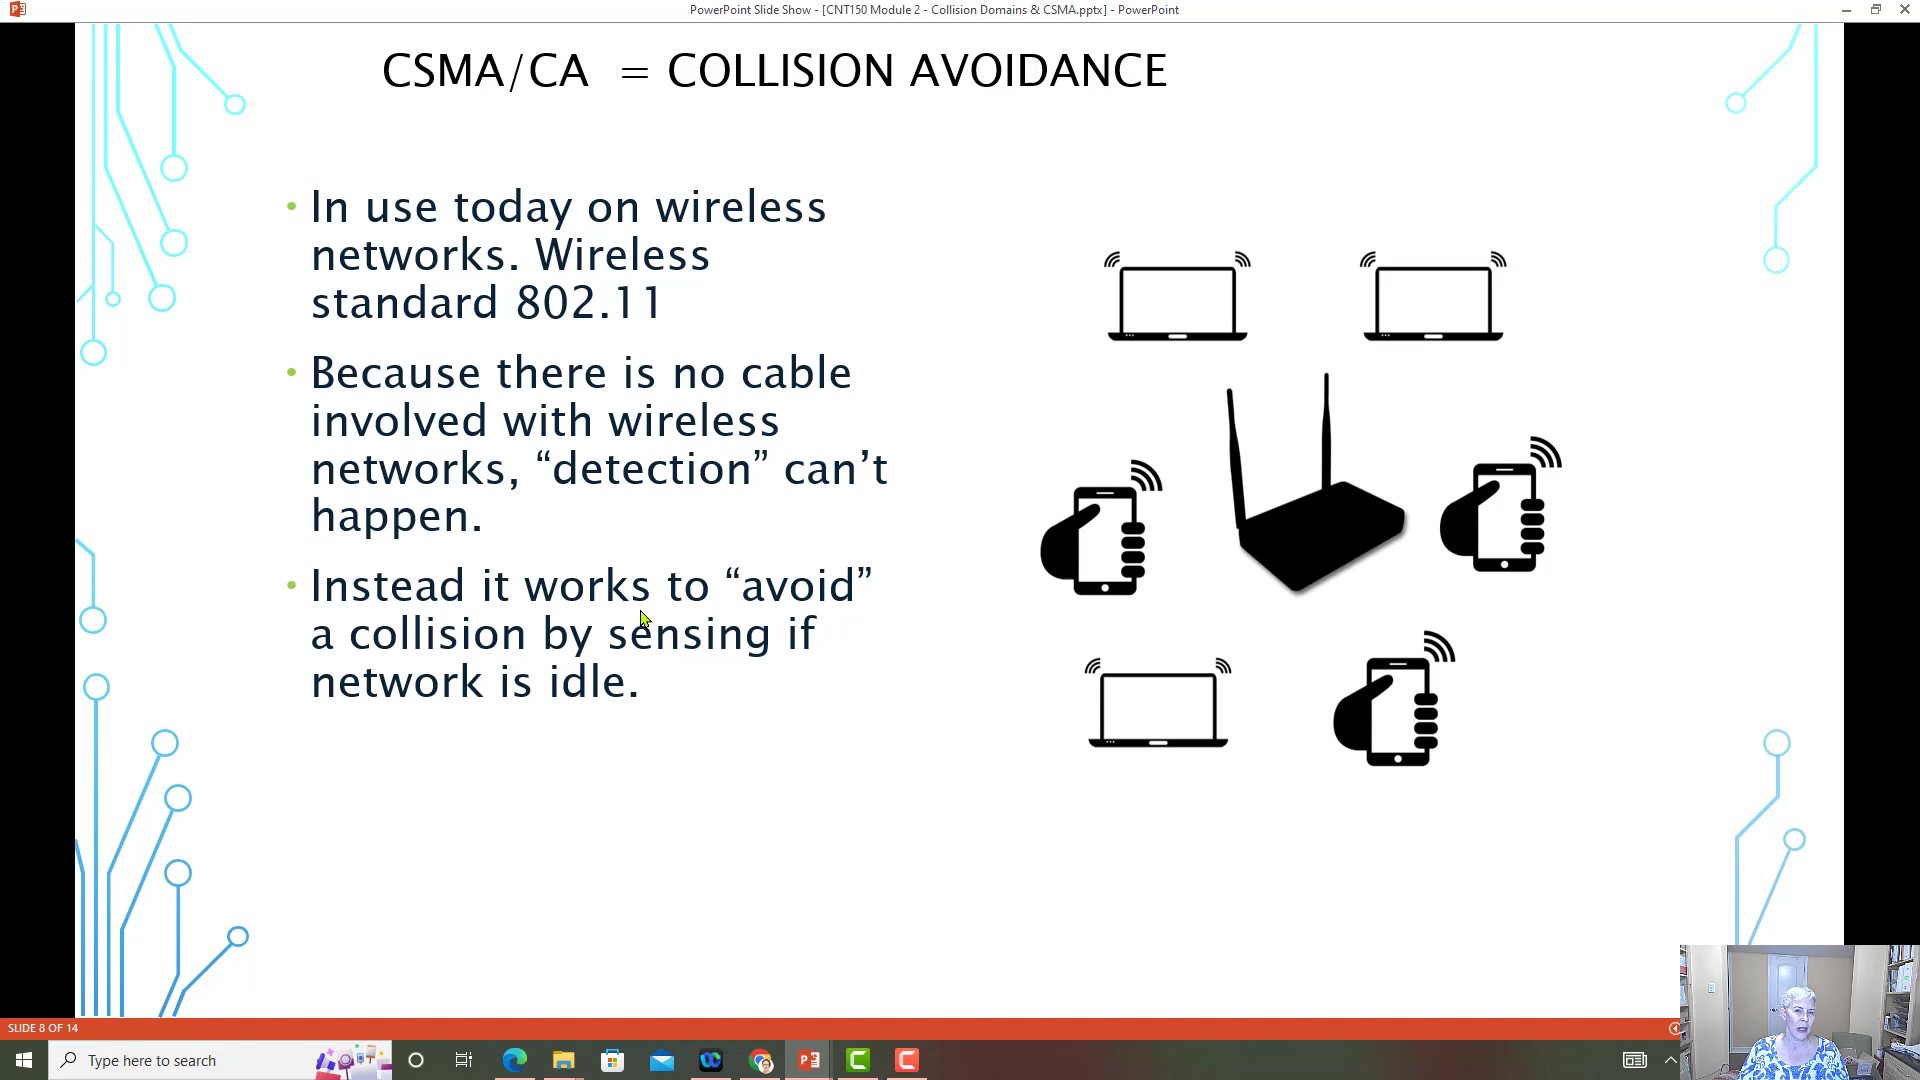 PowerPoint Slide Show - [CNT150 Module 2 - Collision Domains & CSMA.pptx] - PowerPoint
CSMA/CA = COLLISION AVOIDANCE
• In use today on wireless
networks. Wireless
standard 802.11
• Because there is no cable
involved with wireless
networks, “detection” can’t
happen.
• Instead it works to “avoid”
a collision by sensing if
network is idle.
SLIDE 8 OF 14
Type here to search